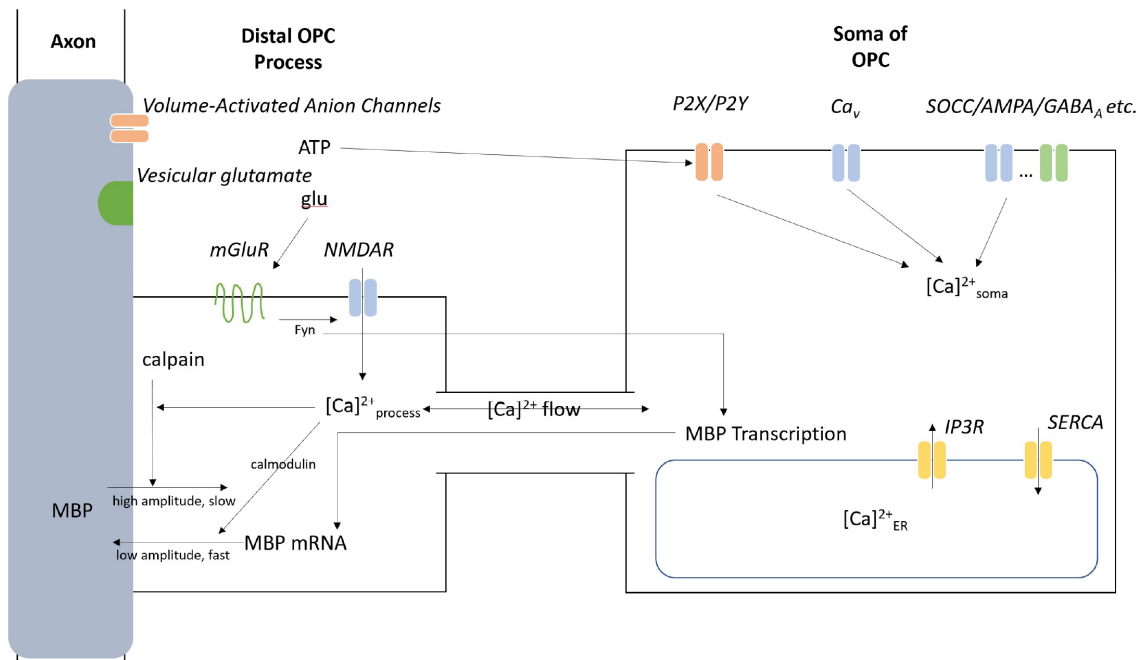 Axon
Distal OPC
Process
Soma of
OPC
Volume-Activated Anion Channels
P2X/P2Y
Caᵥ
SOCC/AMPA/GABA_A etc.
ATP
Vesicular glutamate
glu
...
mGluR
NMDAR
[Ca]²⁺soma
Fyn
calpain
[Ca]²⁺process
[Ca]²⁺ flow
MBP Transcription
IP3R
SERCA
calmodulin
high amplitude, slow
MBP
[Ca]²⁺ER
MBP mRNA
low amplitude, fast